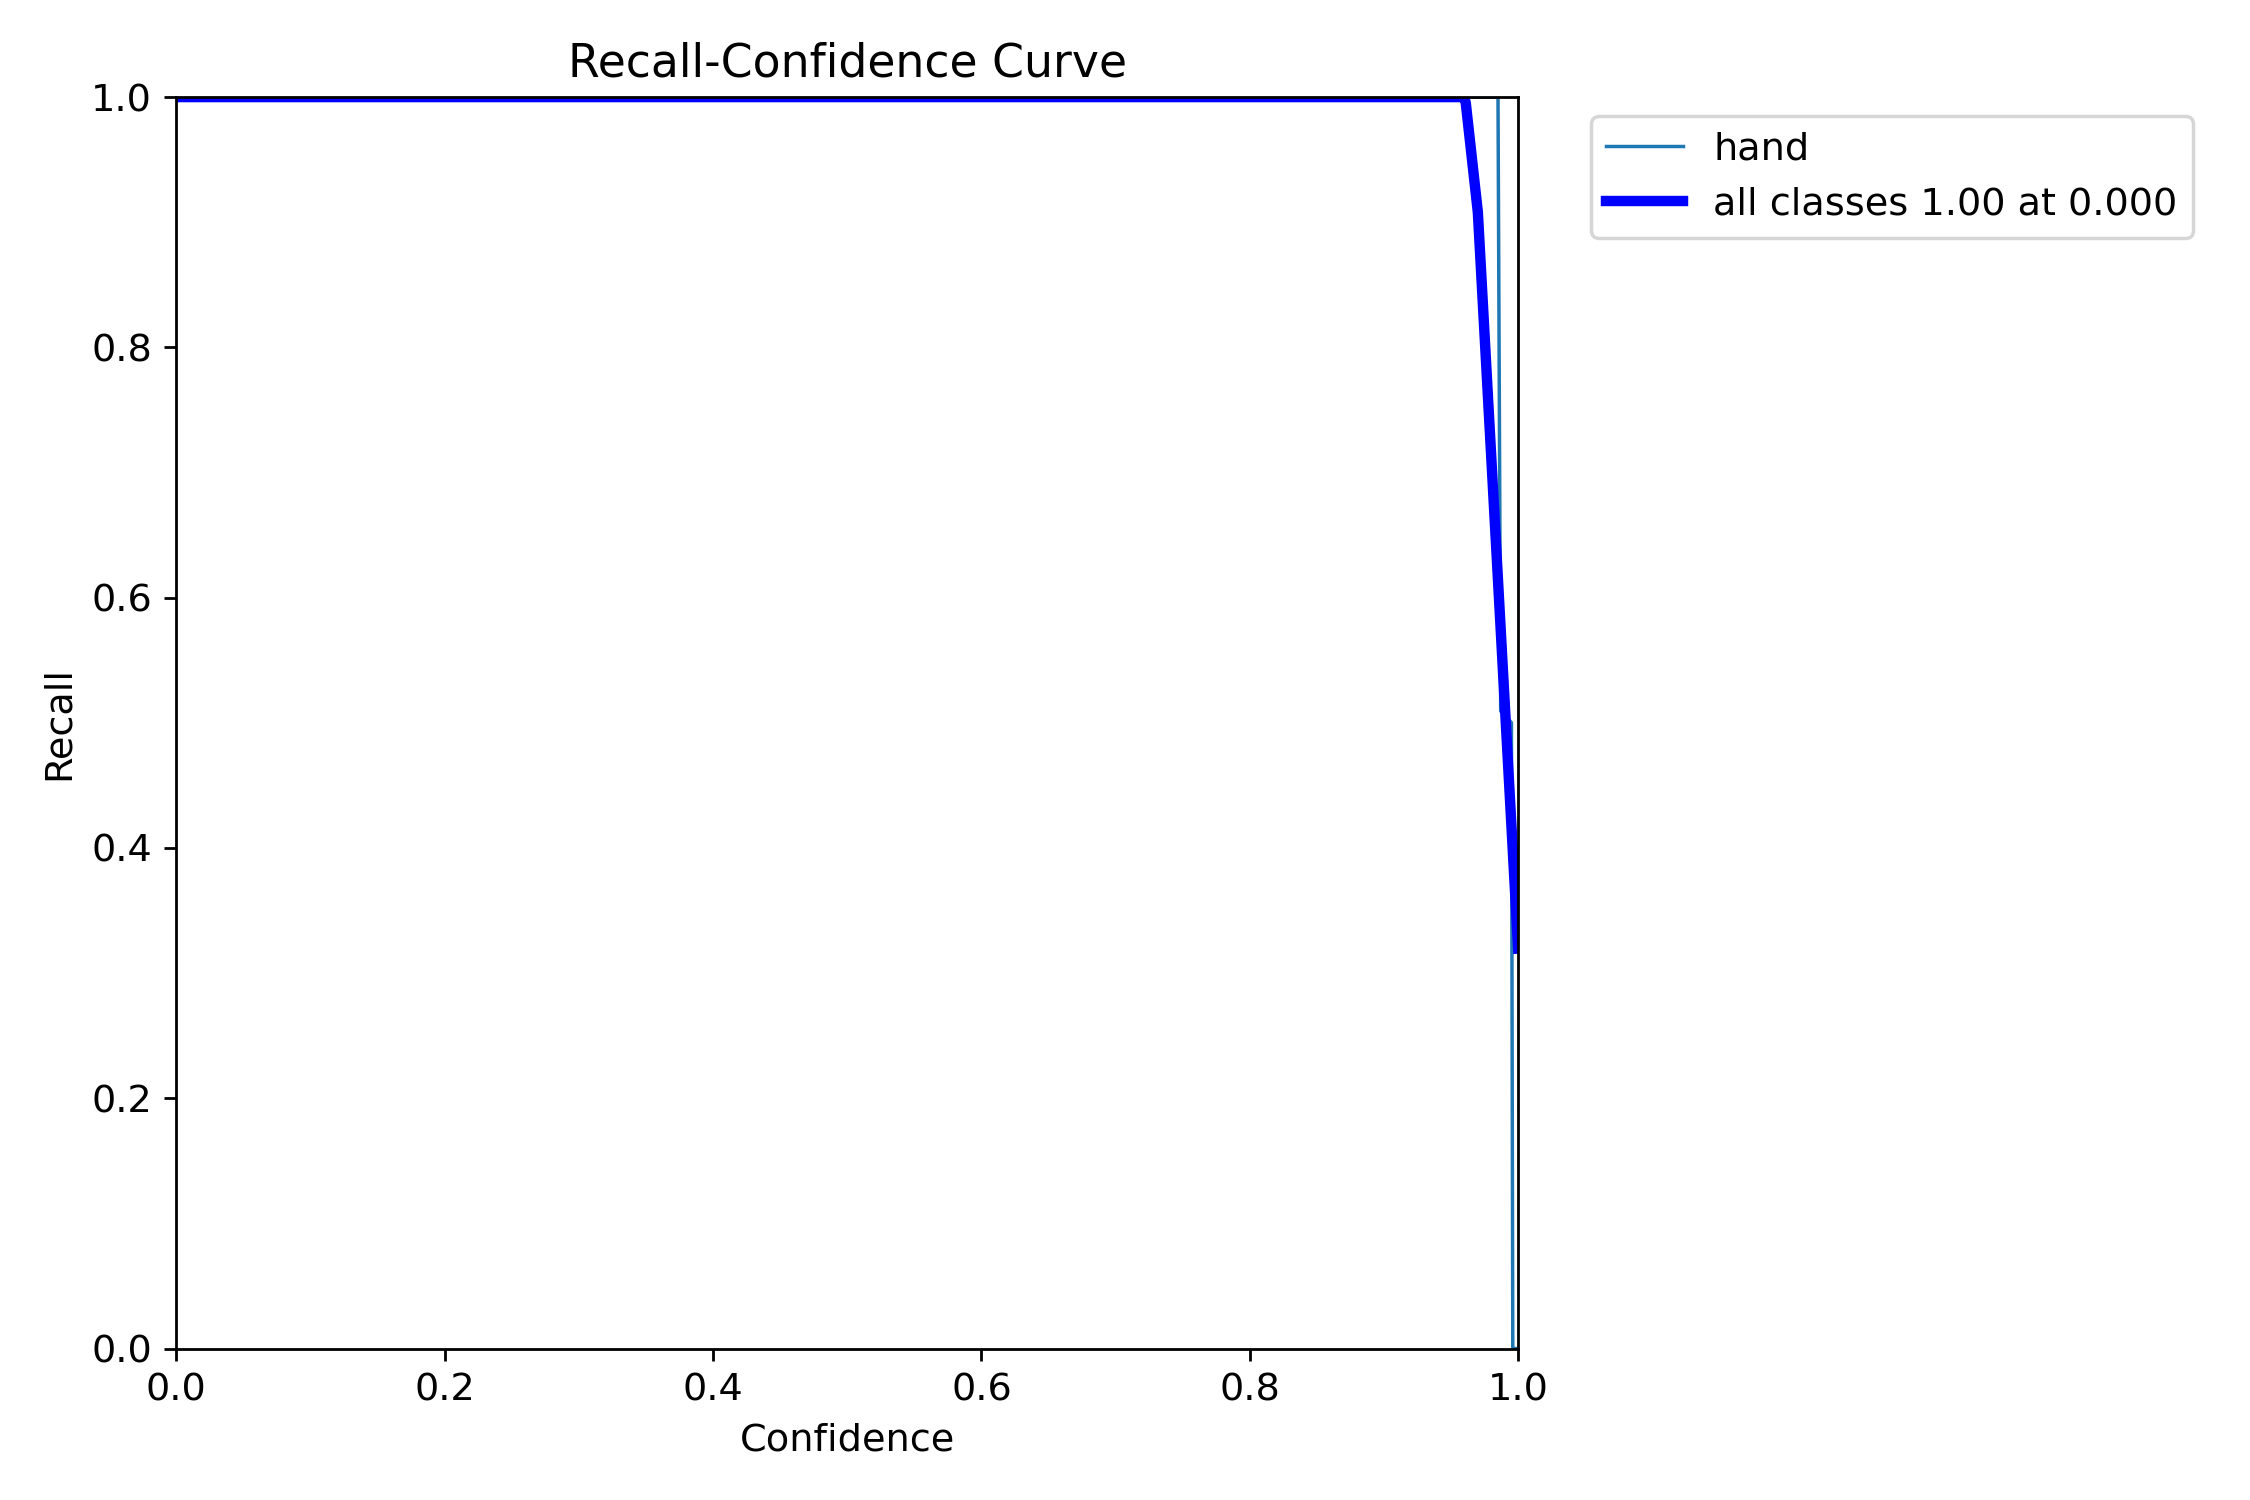 Recall-Confidence Curve
1.0
0.8
0.6
0.4
0.2
0.0
Recall
0.0 0.2 0.4 0.6 0.8 1.0
Confidence
hand
all classes 1.00 at 0.000